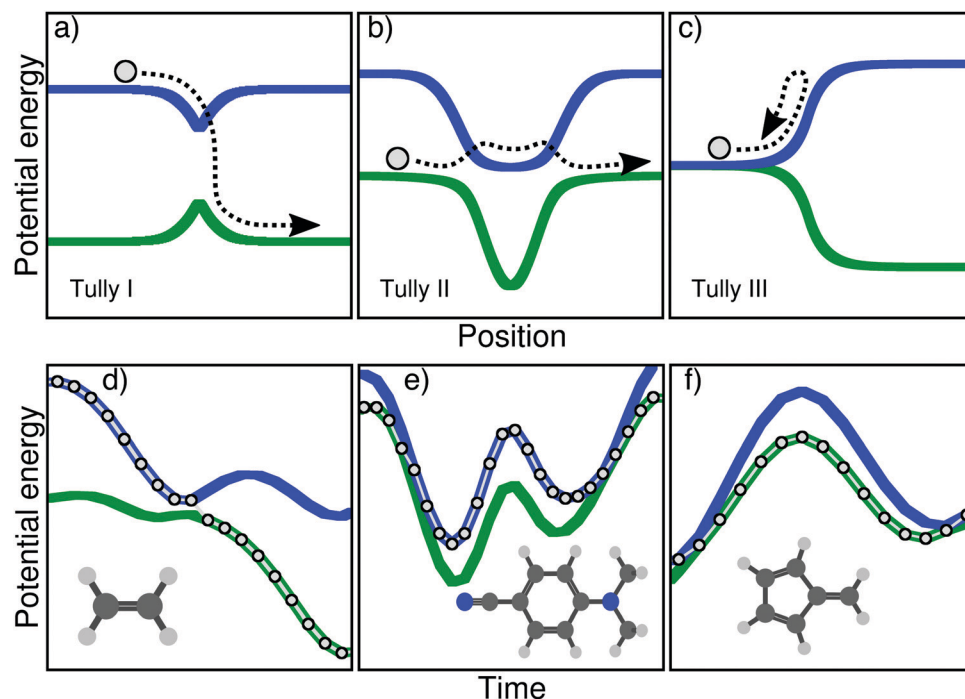 a)
b)
c)
Potential energy
Tully I
Tully II
Tully III
Position
d)
e)
f)
Potential energy
Time